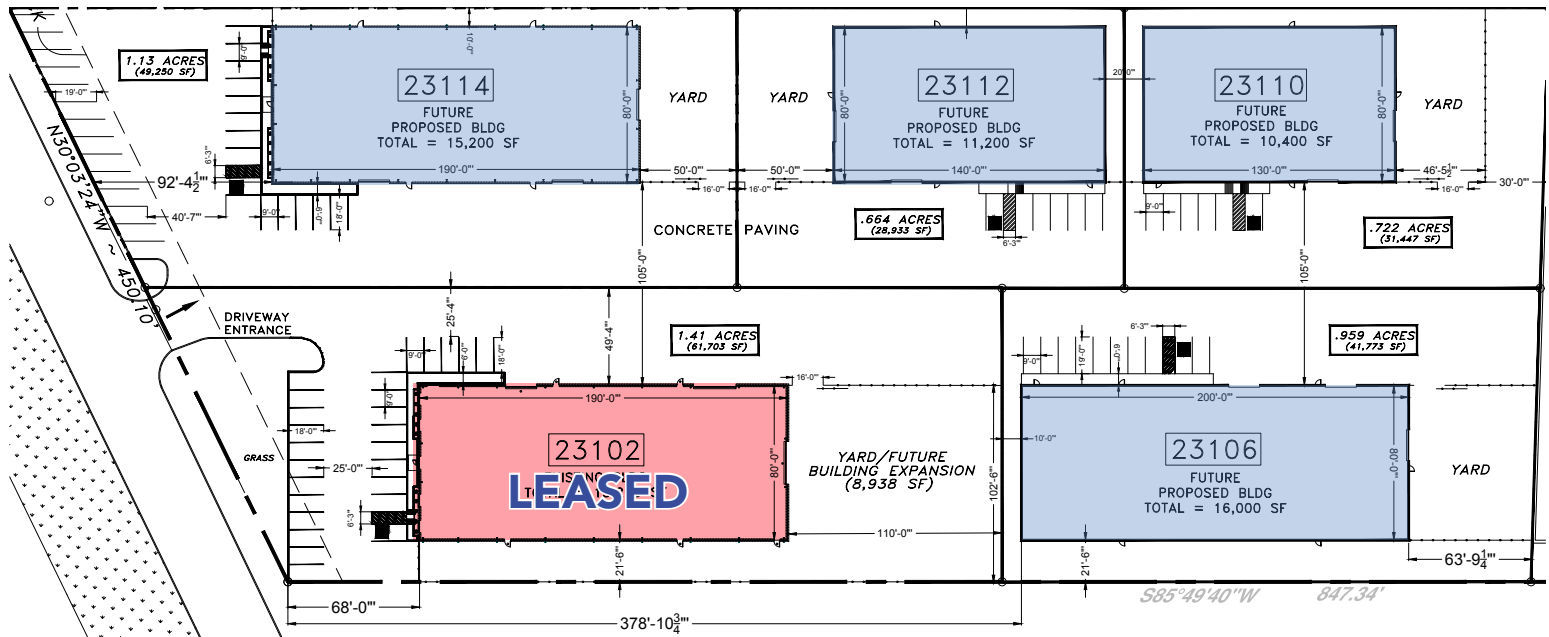 1.13 ACRES
(49,250 SF)
23114
FUTURE
PROPOSED BLDG
TOTAL = 15,200 SF
190'-0"'
80'-0"'
10'-0"'
9'-0"
19'-0"'
6'-3"'
92'-4½"'
40'-7"'
9'-0"
6'-0"
18'-0"'
N30°03'24"W ~ 450.10'
YARD
50'-0"'
16'-0"'
YARD
50'-0"'
16'-0"'
23112
FUTURE
PROPOSED BLDG
TOTAL = 11,200 SF
140'-0"'
80'-0"'
20'-0"'
23110
FUTURE
PROPOSED BLDG
TOTAL = 10,400 SF
130'-0"'
80'-0"'
YARD
46'-5½"
16'-0"'
30'-0"'
9'-0"
6'-3"'
CONCRETE PAVING
.664 ACRES
(28,933 SF)
.722 ACRES
(31,447 SF)
105'-0"'
105'-0"'
DRIVEWAY
ENTRANCE
25'-4"'
49'-4"'
1.41 ACRES
(61,703 SF)
.959 ACRES
(41,773 SF)
9'-0"
6'-0"'
18'-0"'
16'-0"'
9'-0"'
6'-3"'
19'-0"'
6'-0"
190'-0"'
80'-0"'
23102
LEASED
9'-0"'
18'-0"'
25'-0"'
GRASS
6'-3"'
YARD/FUTURE
BUILDING EXPANSION
(8,938 SF)
110'-0"'
102'-6"'
10'-0"'
200'-0"'
80'-0"'
23106
FUTURE
PROPOSED BLDG
TOTAL = 16,000 SF
YARD
63'-9¼"'
21'-6"'
21'-6"'
68'-0"'
378'-10¾"'
S85°49'40"W 847.34'